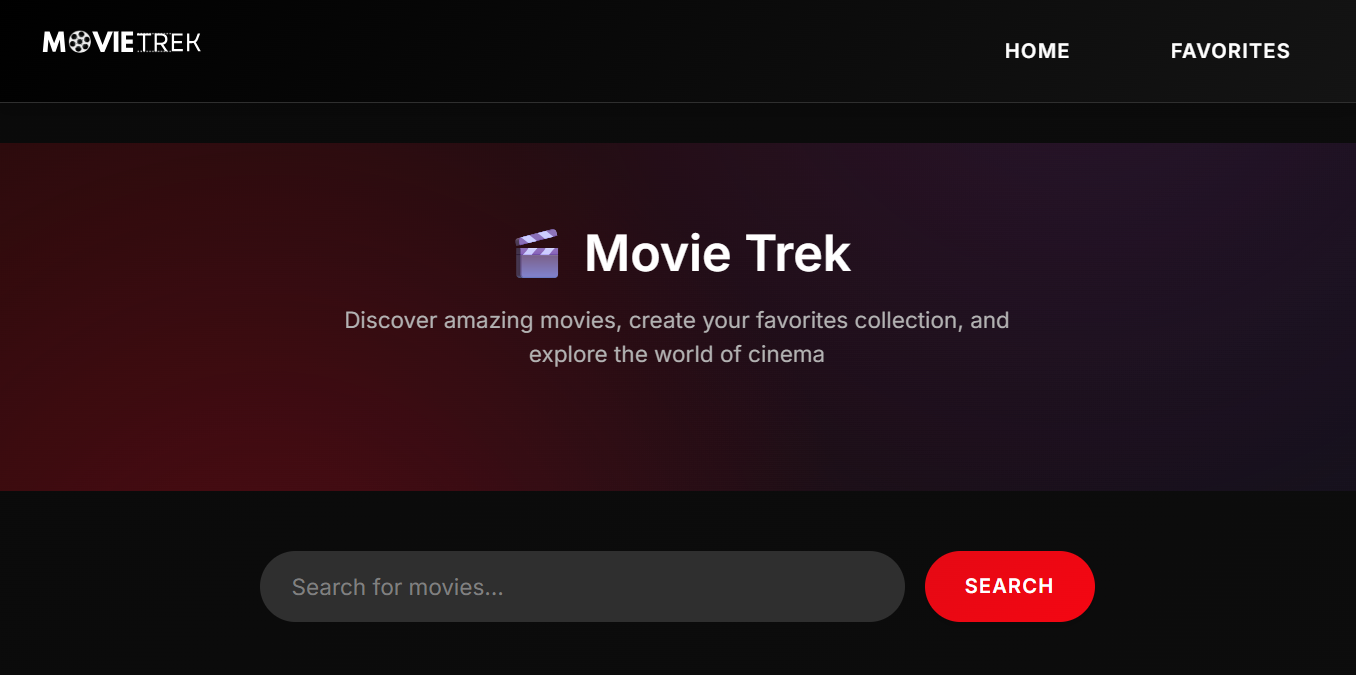 MOVIETREK
HOME
FAVORITES
Movie Trek
Discover amazing movies, create your favorites collection, and
explore the world of cinema
Search for movies...
SEARCH